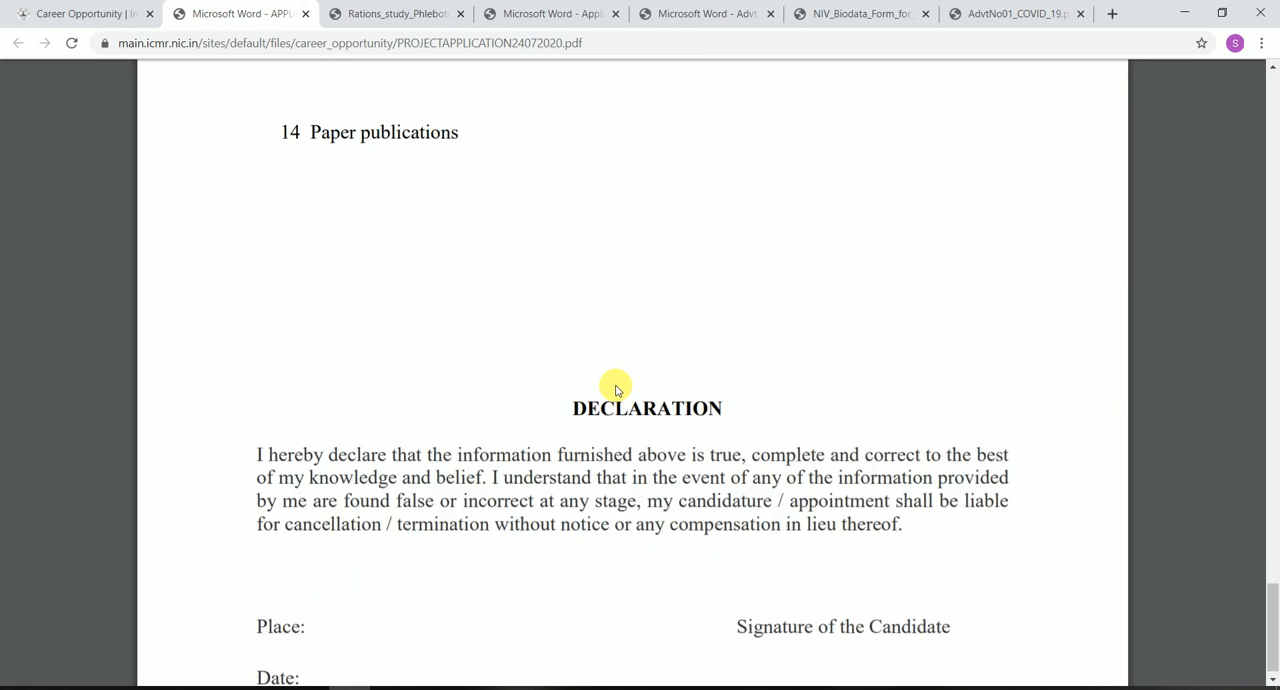 Career Opportunity | In
Microsoft Word - APPL
Rations_study_Phlebot
Microsoft Word - Appl
Microsoft Word - Advt
NIV_Biodata_Form_for
AdvtNo01_COVID_19.p
main.icmr.nic.in/sites/default/files/career_opportunity/PROJECTAPPLICATION24072020.pdf
S
14 Paper publications
DECLARATION
I hereby declare that the information furnished above is true, complete and correct to the best
of my knowledge and belief. I understand that in the event of any of the information provided
by me are found false or incorrect at any stage, my candidature / appointment shall be liable
for cancellation / termination without notice or any compensation in lieu thereof.
Place:
Signature of the Candidate
Date: